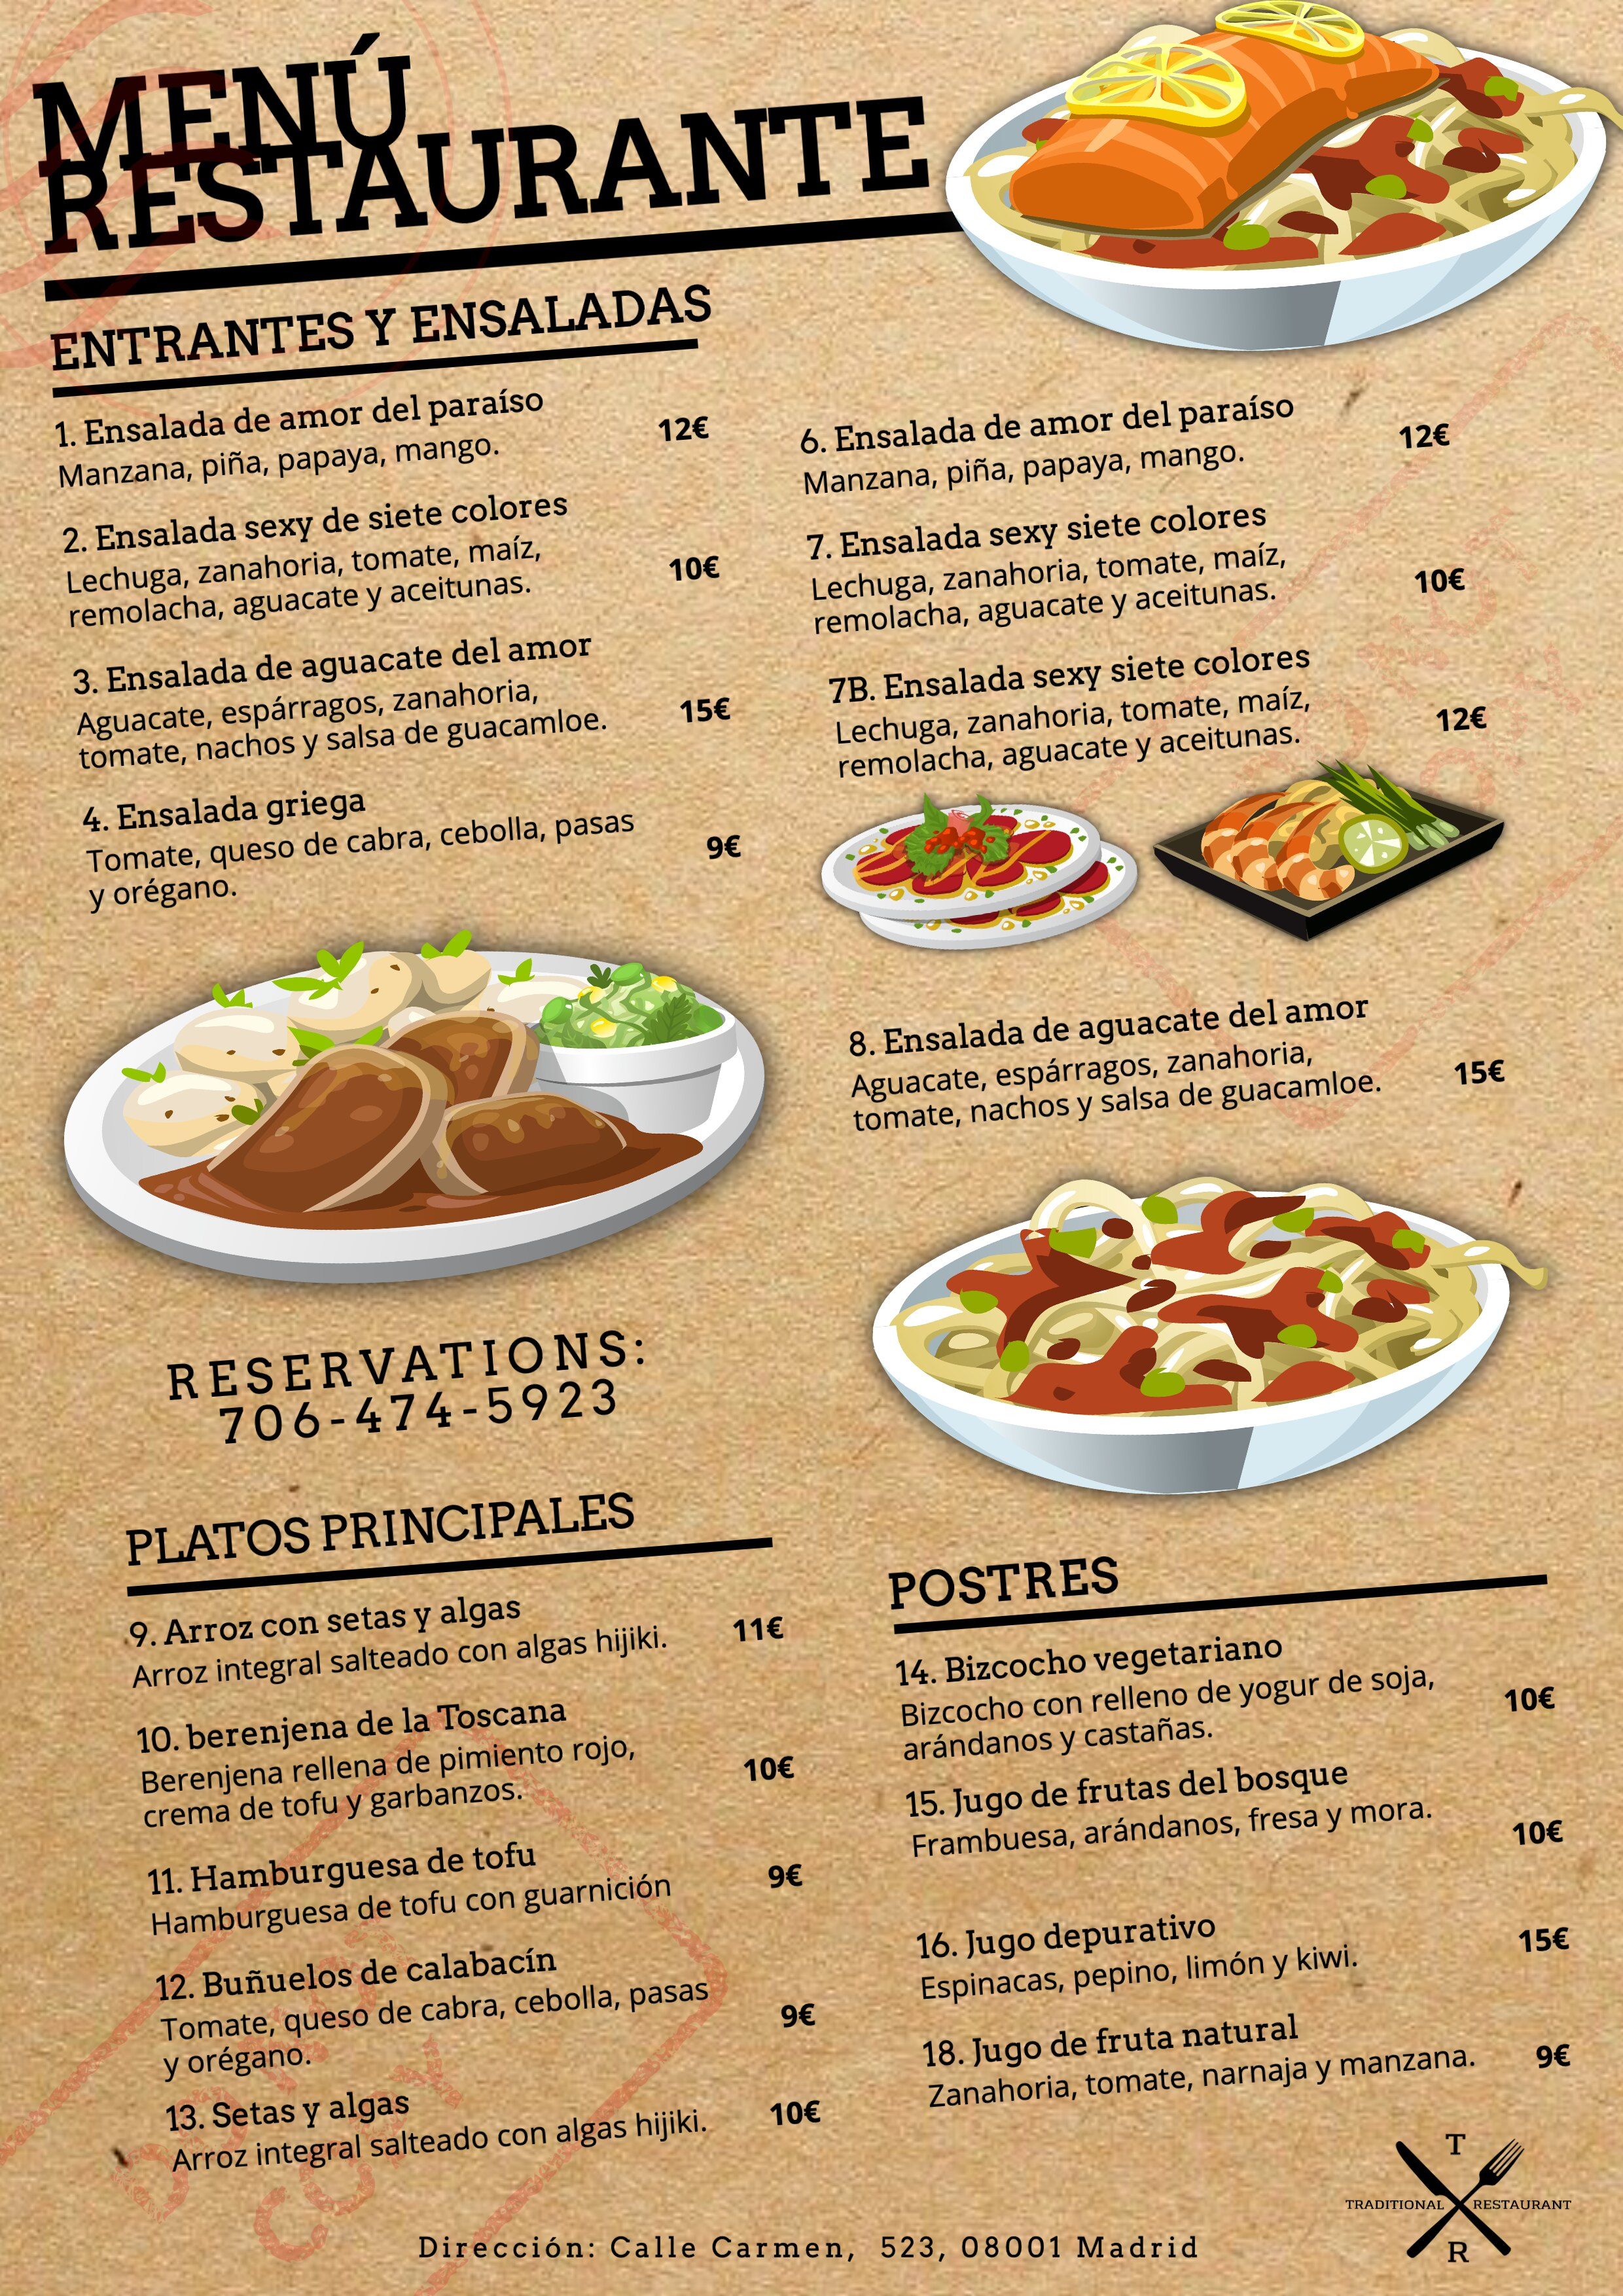 MENÚ
RESTAURANTE
ENTRANTES Y ENSALADAS
1. Ensalada de amor del paraíso
Manzana, piña, papaya, mango.
12€
2. Ensalada sexy de siete colores
Lechuga, zanahoria, tomate, maíz,
remolacha, aguacate y aceitunas.
10€
3. Ensalada de aguacate del amor
Aguacate, espárragos, zanahoria,
tomate, nachos y salsa de guacamloe.
15€
4. Ensalada griega
Tomate, queso de cabra, cebolla, pasas
y orégano.
9€
6. Ensalada de amor del paraíso
Manzana, piña, papaya, mango.
12€
7. Ensalada sexy siete colores
Lechuga, zanahoria, tomate, maíz,
remolacha, aguacate y aceitunas.
10€
7B. Ensalada sexy siete colores
Lechuga, zanahoria, tomate, maíz,
remolacha, aguacate y aceitunas.
12€
8. Ensalada de aguacate del amor
Aguacate, espárragos, zanahoria,
tomate, nachos y salsa de guacamloe.
15€
RESERVATIONS:
706-474-5923
PLATOS PRINCIPALES
9. Arroz con setas y algas
Arroz integral salteado con algas hijiki.
11€
10. berenjena de la Toscana
Berenjena rellena de pimiento rojo,
crema de tofu y garbanzos.
10€
11. Hamburguesa de tofu
Hamburguesa de tofu con guarnición
9€
12. Buñuelos de calabacín
Tomate, queso de cabra, cebolla, pasas
y orégano.
9€
13. Setas y algas
Arroz integral salteado con algas hijiki.
10€
POSTRES
14. Bizcocho vegetariano
Bizcocho con relleno de yogur de soja,
arándanos y castañas.
10€
15. Jugo de frutas del bosque
Frambuesa, arándanos, fresa y mora.
10€
16. Jugo depurativo
Espinacas, pepino, limón y kiwi.
15€
18. Jugo de fruta natural
Zanahoria, tomate, narnaja y manzana.
9€
T
TRADITIONAL RESTAURANT
R
Dirección: Calle Carmen, 523, 08001 Madrid